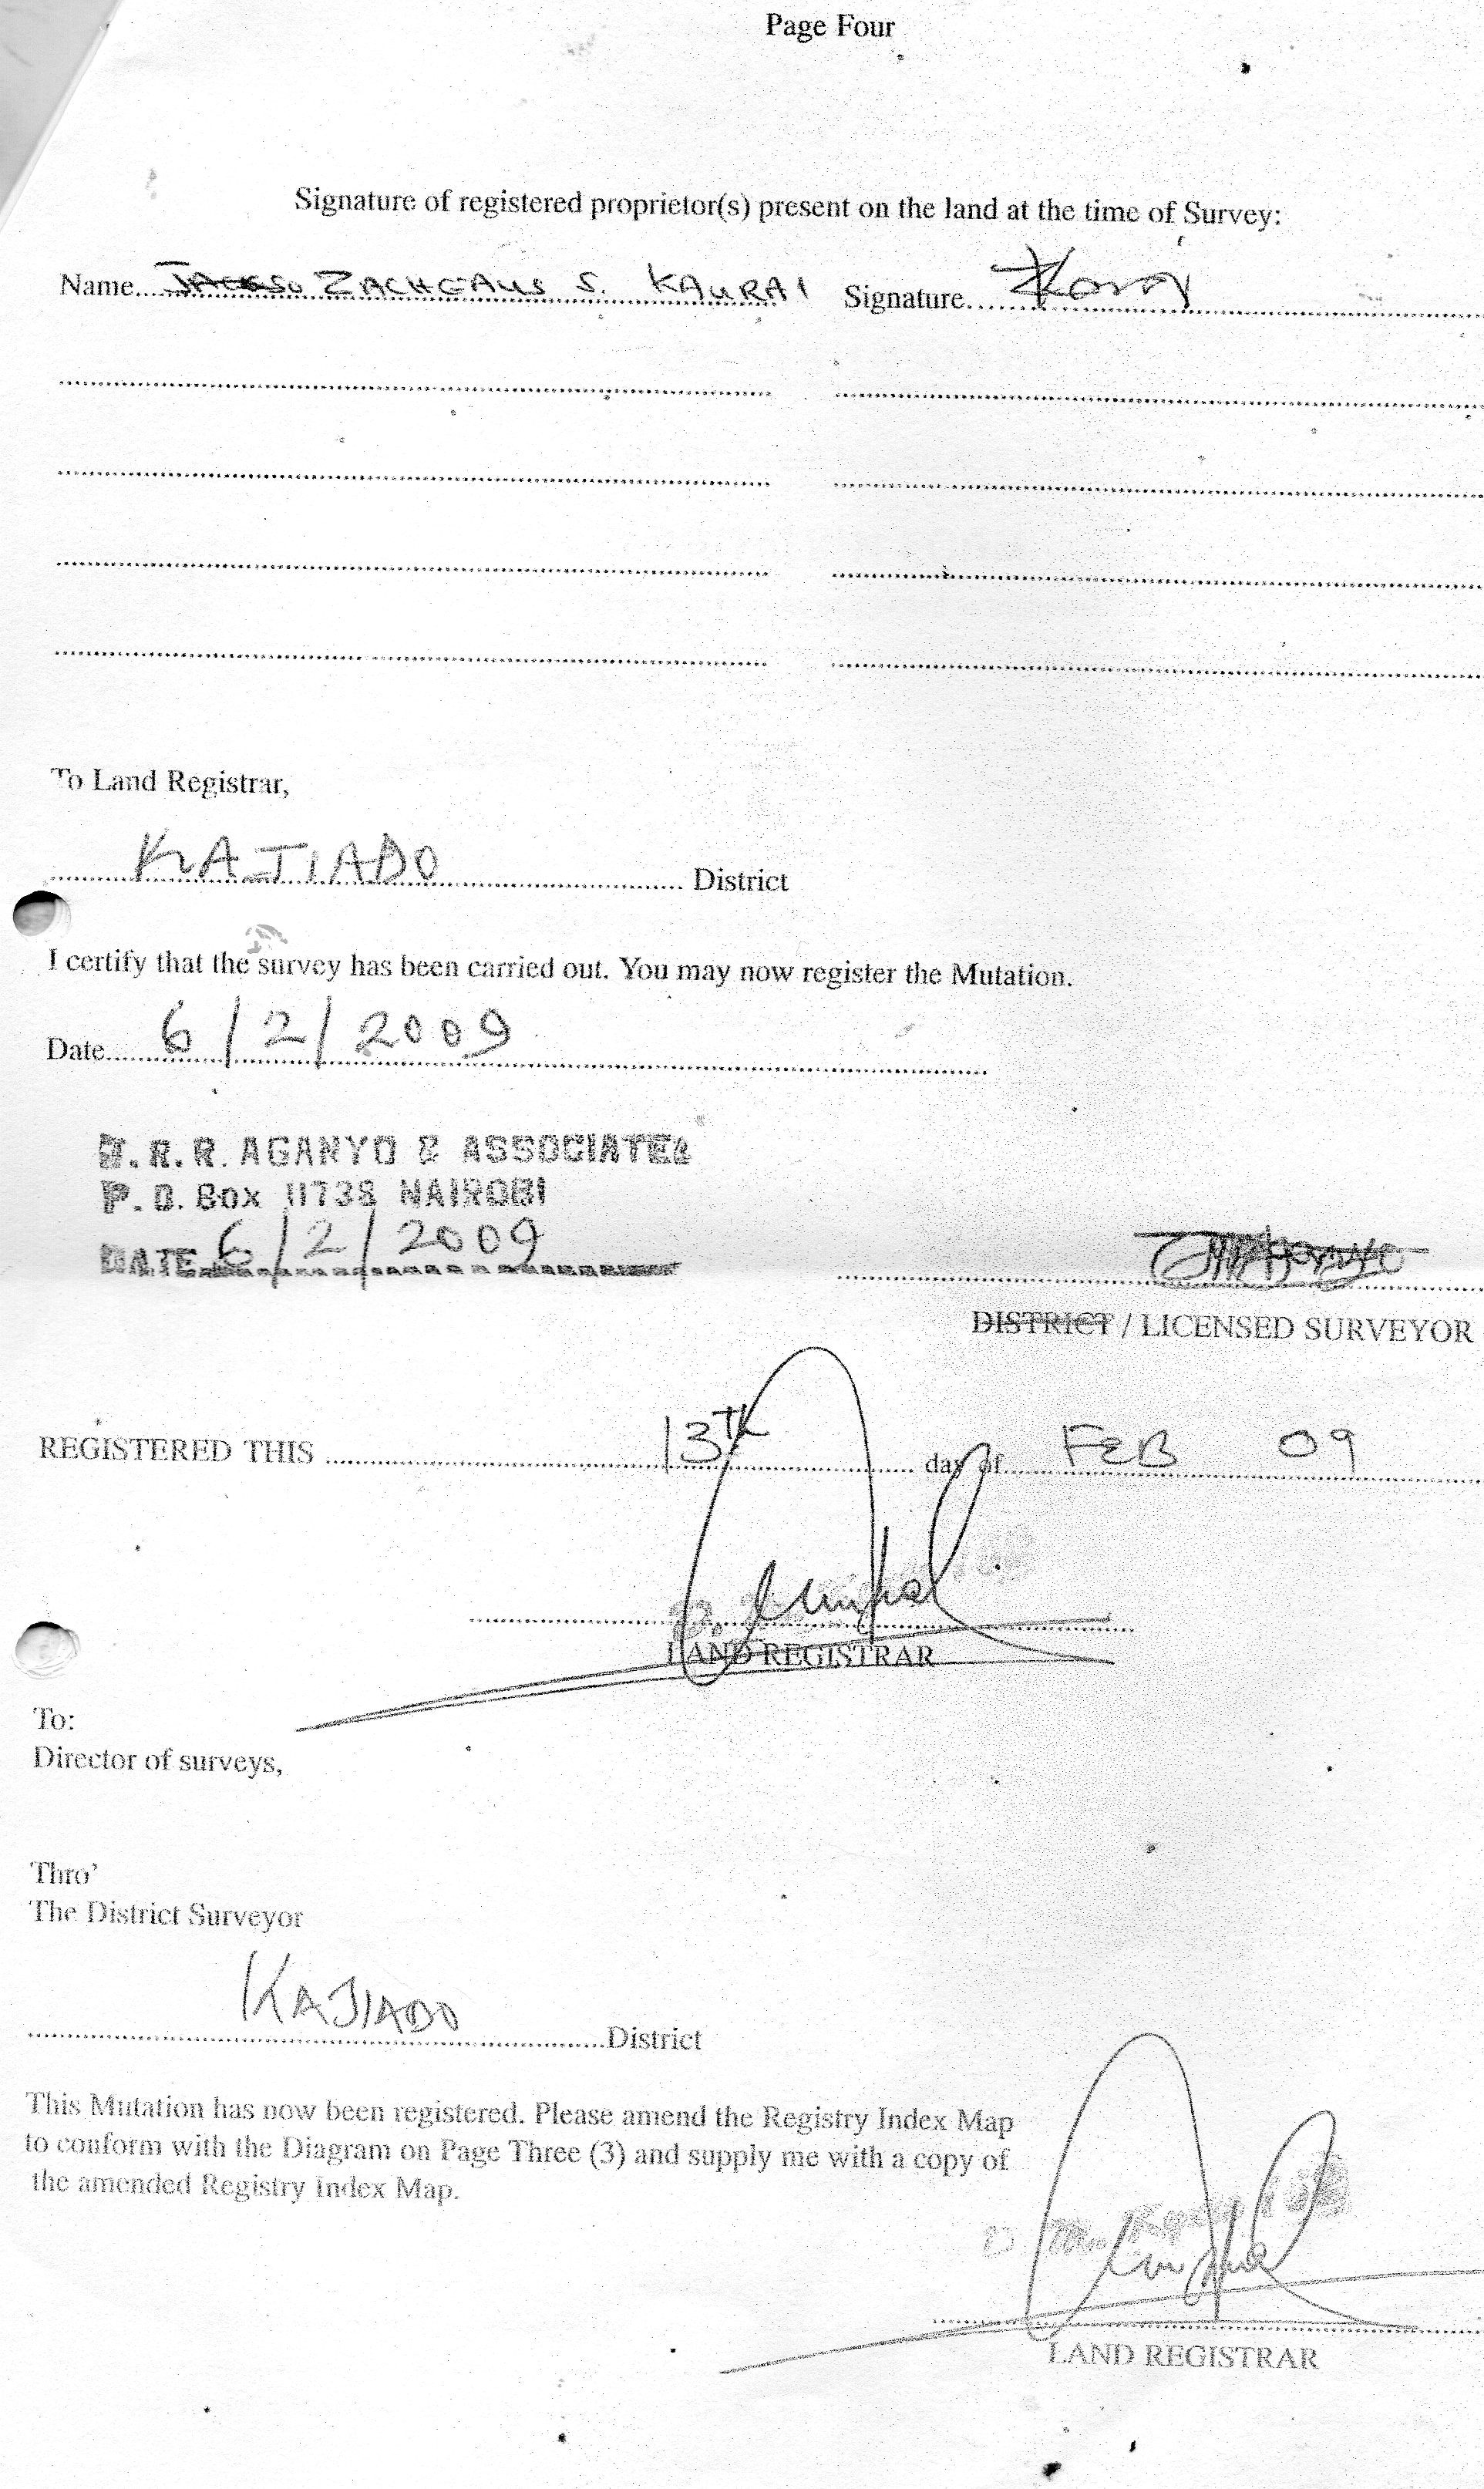 Page Four
Signature of registered proprietor(s) present on the land at the time of Survey:
Name.... ZACHEAUS S. KAURAI Signature....
To Land Registrar,
KAJIADO District
I certify that the survey has been carried out. You may now register the Mutation.
Date.... 6/2/2009
J.R.R. AGANYO & ASSOCIATES
P.O. Box 11738 NAIROBI
DATE 6/2/2009
DISTRICT / LICENSED SURVEYOR
REGISTERED THIS 13Th day of FEB 09
LAND REGISTRAR
To:
Director of surveys,
Thro'
The District Surveyor
KAJIADO District
This Mutation has now been registered. Please amend the Registry Index Map
to conform with the Diagram on Page Three (3) and supply me with a copy of
the amended Registry Index Map.
LAND REGISTRAR